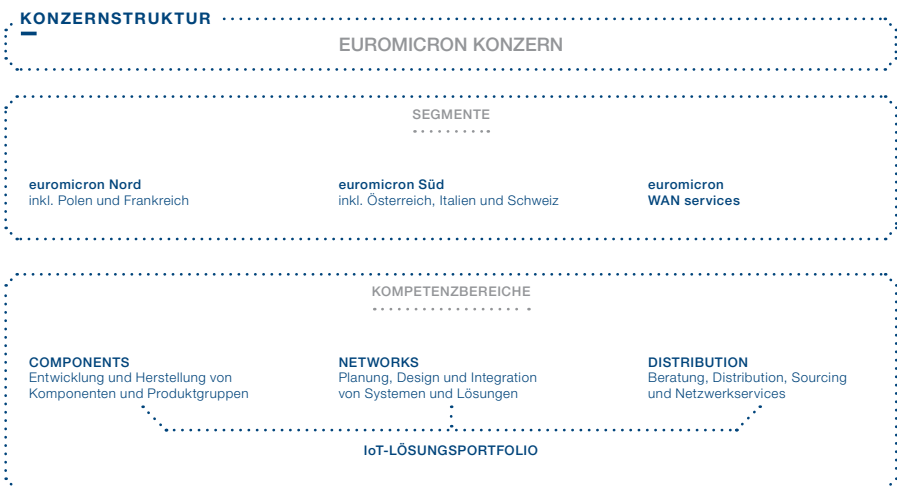 KONZERNSTRUKTUR
EUROMICRON KONZERN
SEGMENTE
euromicron Nord
inkl. Polen und Frankreich
euromicron Süd
inkl. Österreich, Italien und Schweiz
euromicron
WAN services
KOMPETENZBEREICHE
COMPONENTS
Entwicklung und Herstellung von
Komponenten und Produktgruppen
NETWORKS
Planung, Design und Integration
von Systemen und Lösungen
DISTRIBUTION
Beratung, Distribution, Sourcing
und Netzwerkservices
IoT-LÖSUNGSPORTFOLIO